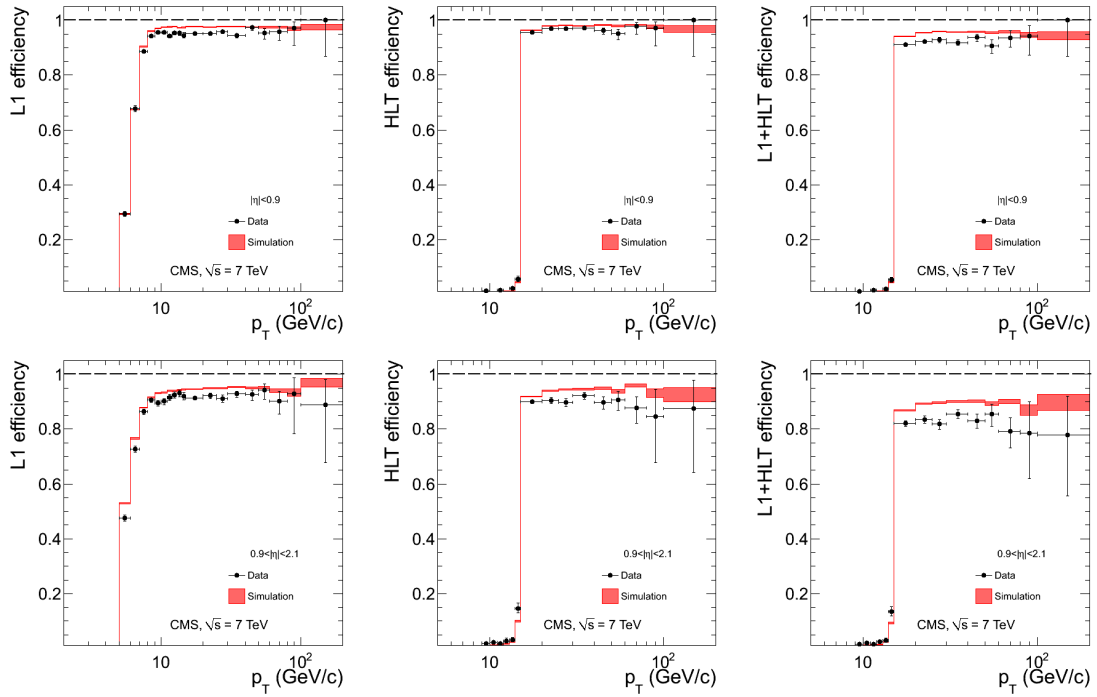 L1 efficiency
1
0.8
0.6
0.4
0.2
|η|<0.9
Data
Simulation
CMS, √s = 7 TeV
10
10²
p_T (GeV/c)
HLT efficiency
1
0.8
0.6
0.4
0.2
|η|<0.9
Data
Simulation
CMS, √s = 7 TeV
10
10²
p_T (GeV/c)
L1+HLT efficiency
1
0.8
0.6
0.4
0.2
|η|<0.9
Data
Simulation
CMS, √s = 7 TeV
10
10²
p_T (GeV/c)
L1 efficiency
1
0.8
0.6
0.4
0.2
0.9<|η|<2.1
Data
Simulation
CMS, √s = 7 TeV
10
10²
p_T (GeV/c)
HLT efficiency
1
0.8
0.6
0.4
0.2
0.9<|η|<2.1
Data
Simulation
CMS, √s = 7 TeV
10
10²
p_T (GeV/c)
L1+HLT efficiency
1
0.8
0.6
0.4
0.2
0.9<|η|<2.1
Data
Simulation
CMS, √s = 7 TeV
10
10²
p_T (GeV/c)